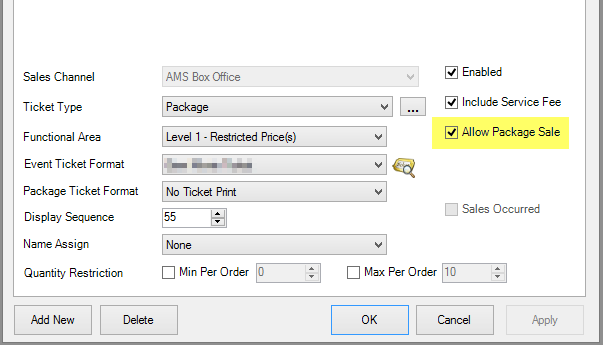 Sales Channel AMS Box Office Enabled
Ticket Type Package ... Include Service Fee
Functional Area Level 1 - Restricted Price(s) Allow Package Sale
Event Ticket Format
Package Ticket Format No Ticket Print
Display Sequence 55 Sales Occurred
Name Assign None
Quantity Restriction Min Per Order 0 Max Per Order 10
Add New Delete OK Cancel Apply